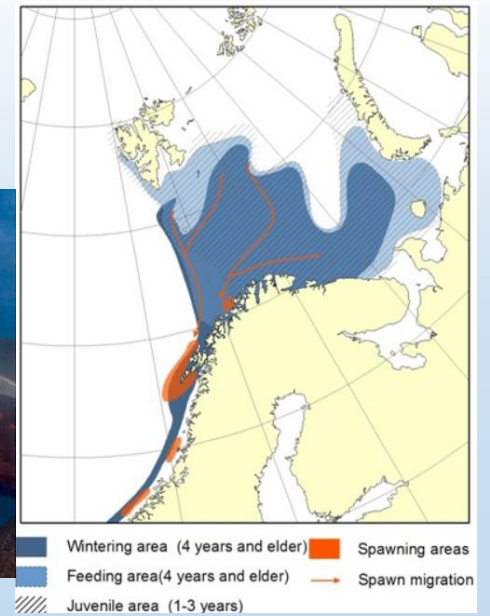 Wintering area (4 years and elder)
Spawning areas
Feeding area(4 years and elder)
Spawn migration
Juvenile area (1-3 years)